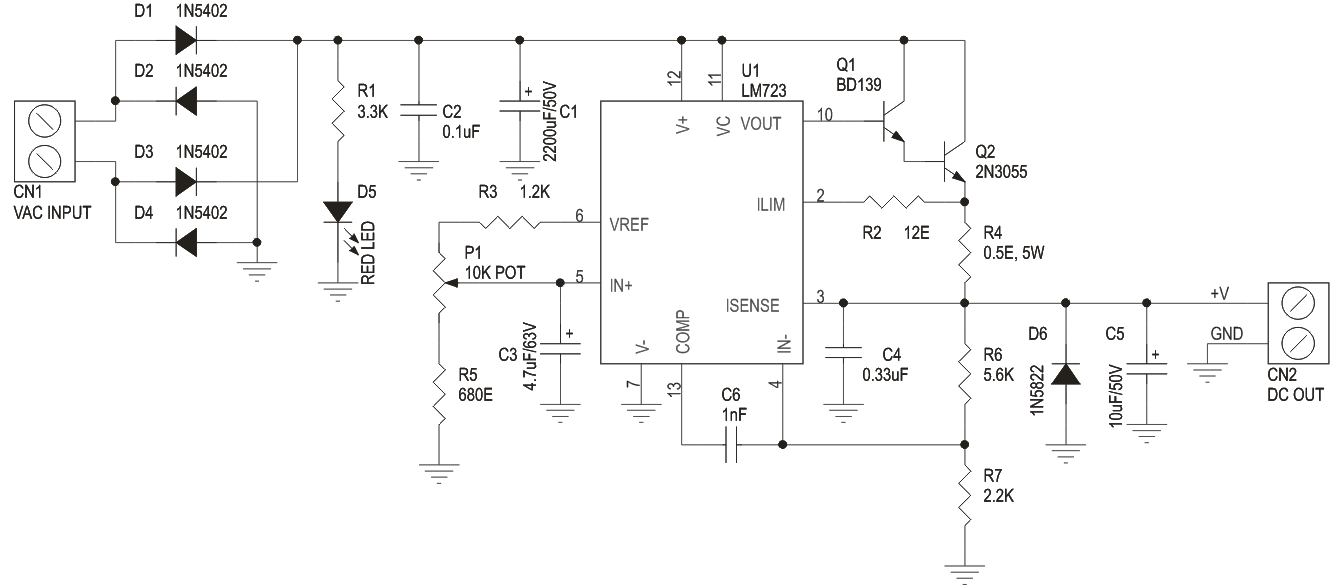 D1 1N5402
D2 1N5402
CN1
VAC INPUT
D3 1N5402
D4 1N5402
R1
3.3K
D5
RED LED
C2
0.1uF
+
C1
2200uF/50V
12
11
U1
LM723
V+
VC
VOUT
10
Q1
BD139
Q2
2N3055
R3 1.2K
6
VREF
ILIM
2
R2 12E
R4
0.5E, 5W
P1
10K POT
5
IN+
ISENSE
3
V-
COMP
IN-
7
13
4
C3
4.7uF/63V
+
R5
680E
C6
1nF
C4
0.33uF
R6
5.6K
R7
2.2K
D6
1N5822
C5
+
10uF/50V
+V
GND
CN2
DC OUT